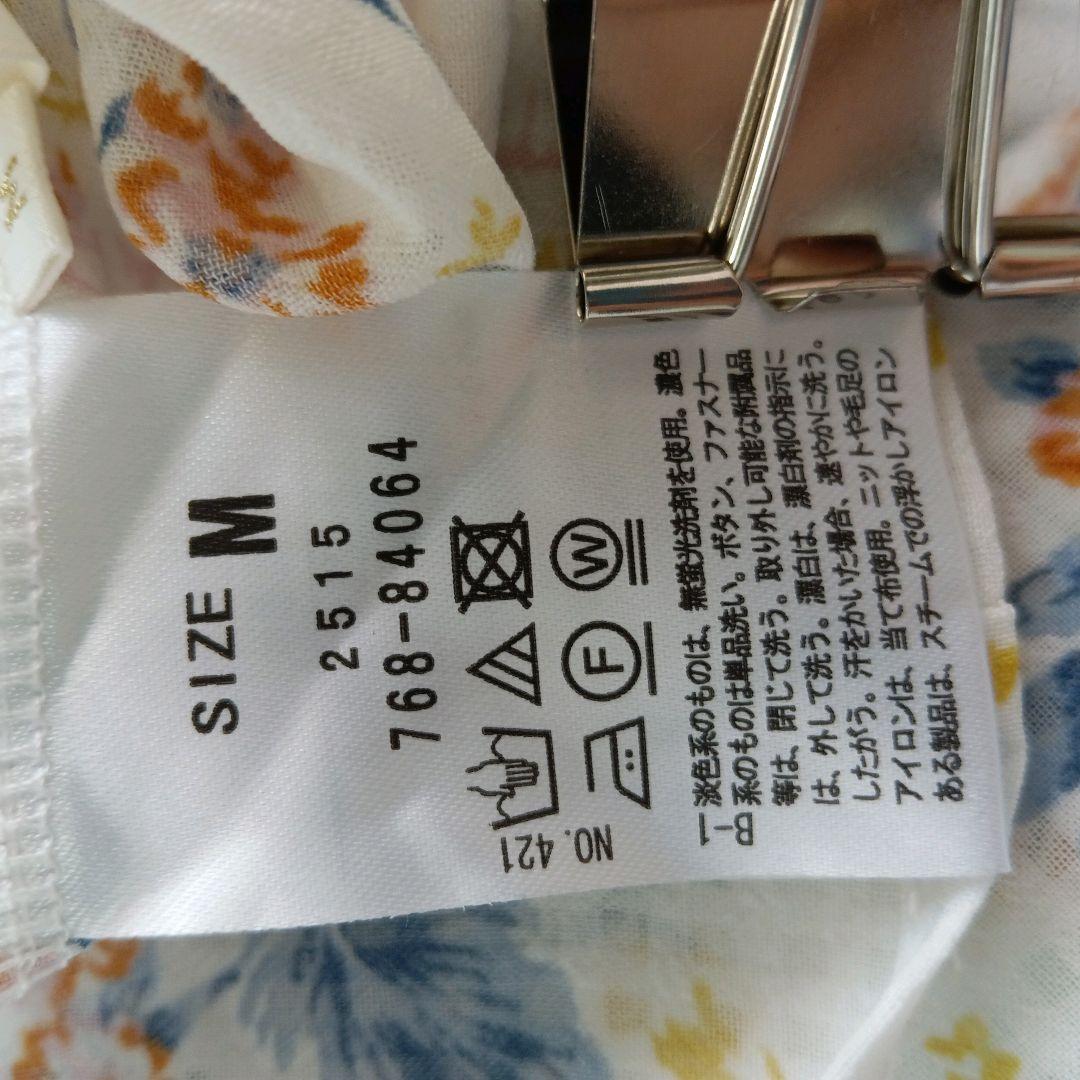 SIZE M
2515
768-84064
W
F
NO.421
淡色系のものは、無蛍光洗剤を使用。濃色
系のものは単品洗い。ボタン、ファスナー
等は、閉じて洗う。取り外し可能な附属品
は、外して洗う。漂白は、漂白剤の指示に
したがう。汗をかいた場合、速やかに洗う。
アイロンは、当て布使用。ニットや毛足の
ある製品は、スチームでの浮かしアイロン